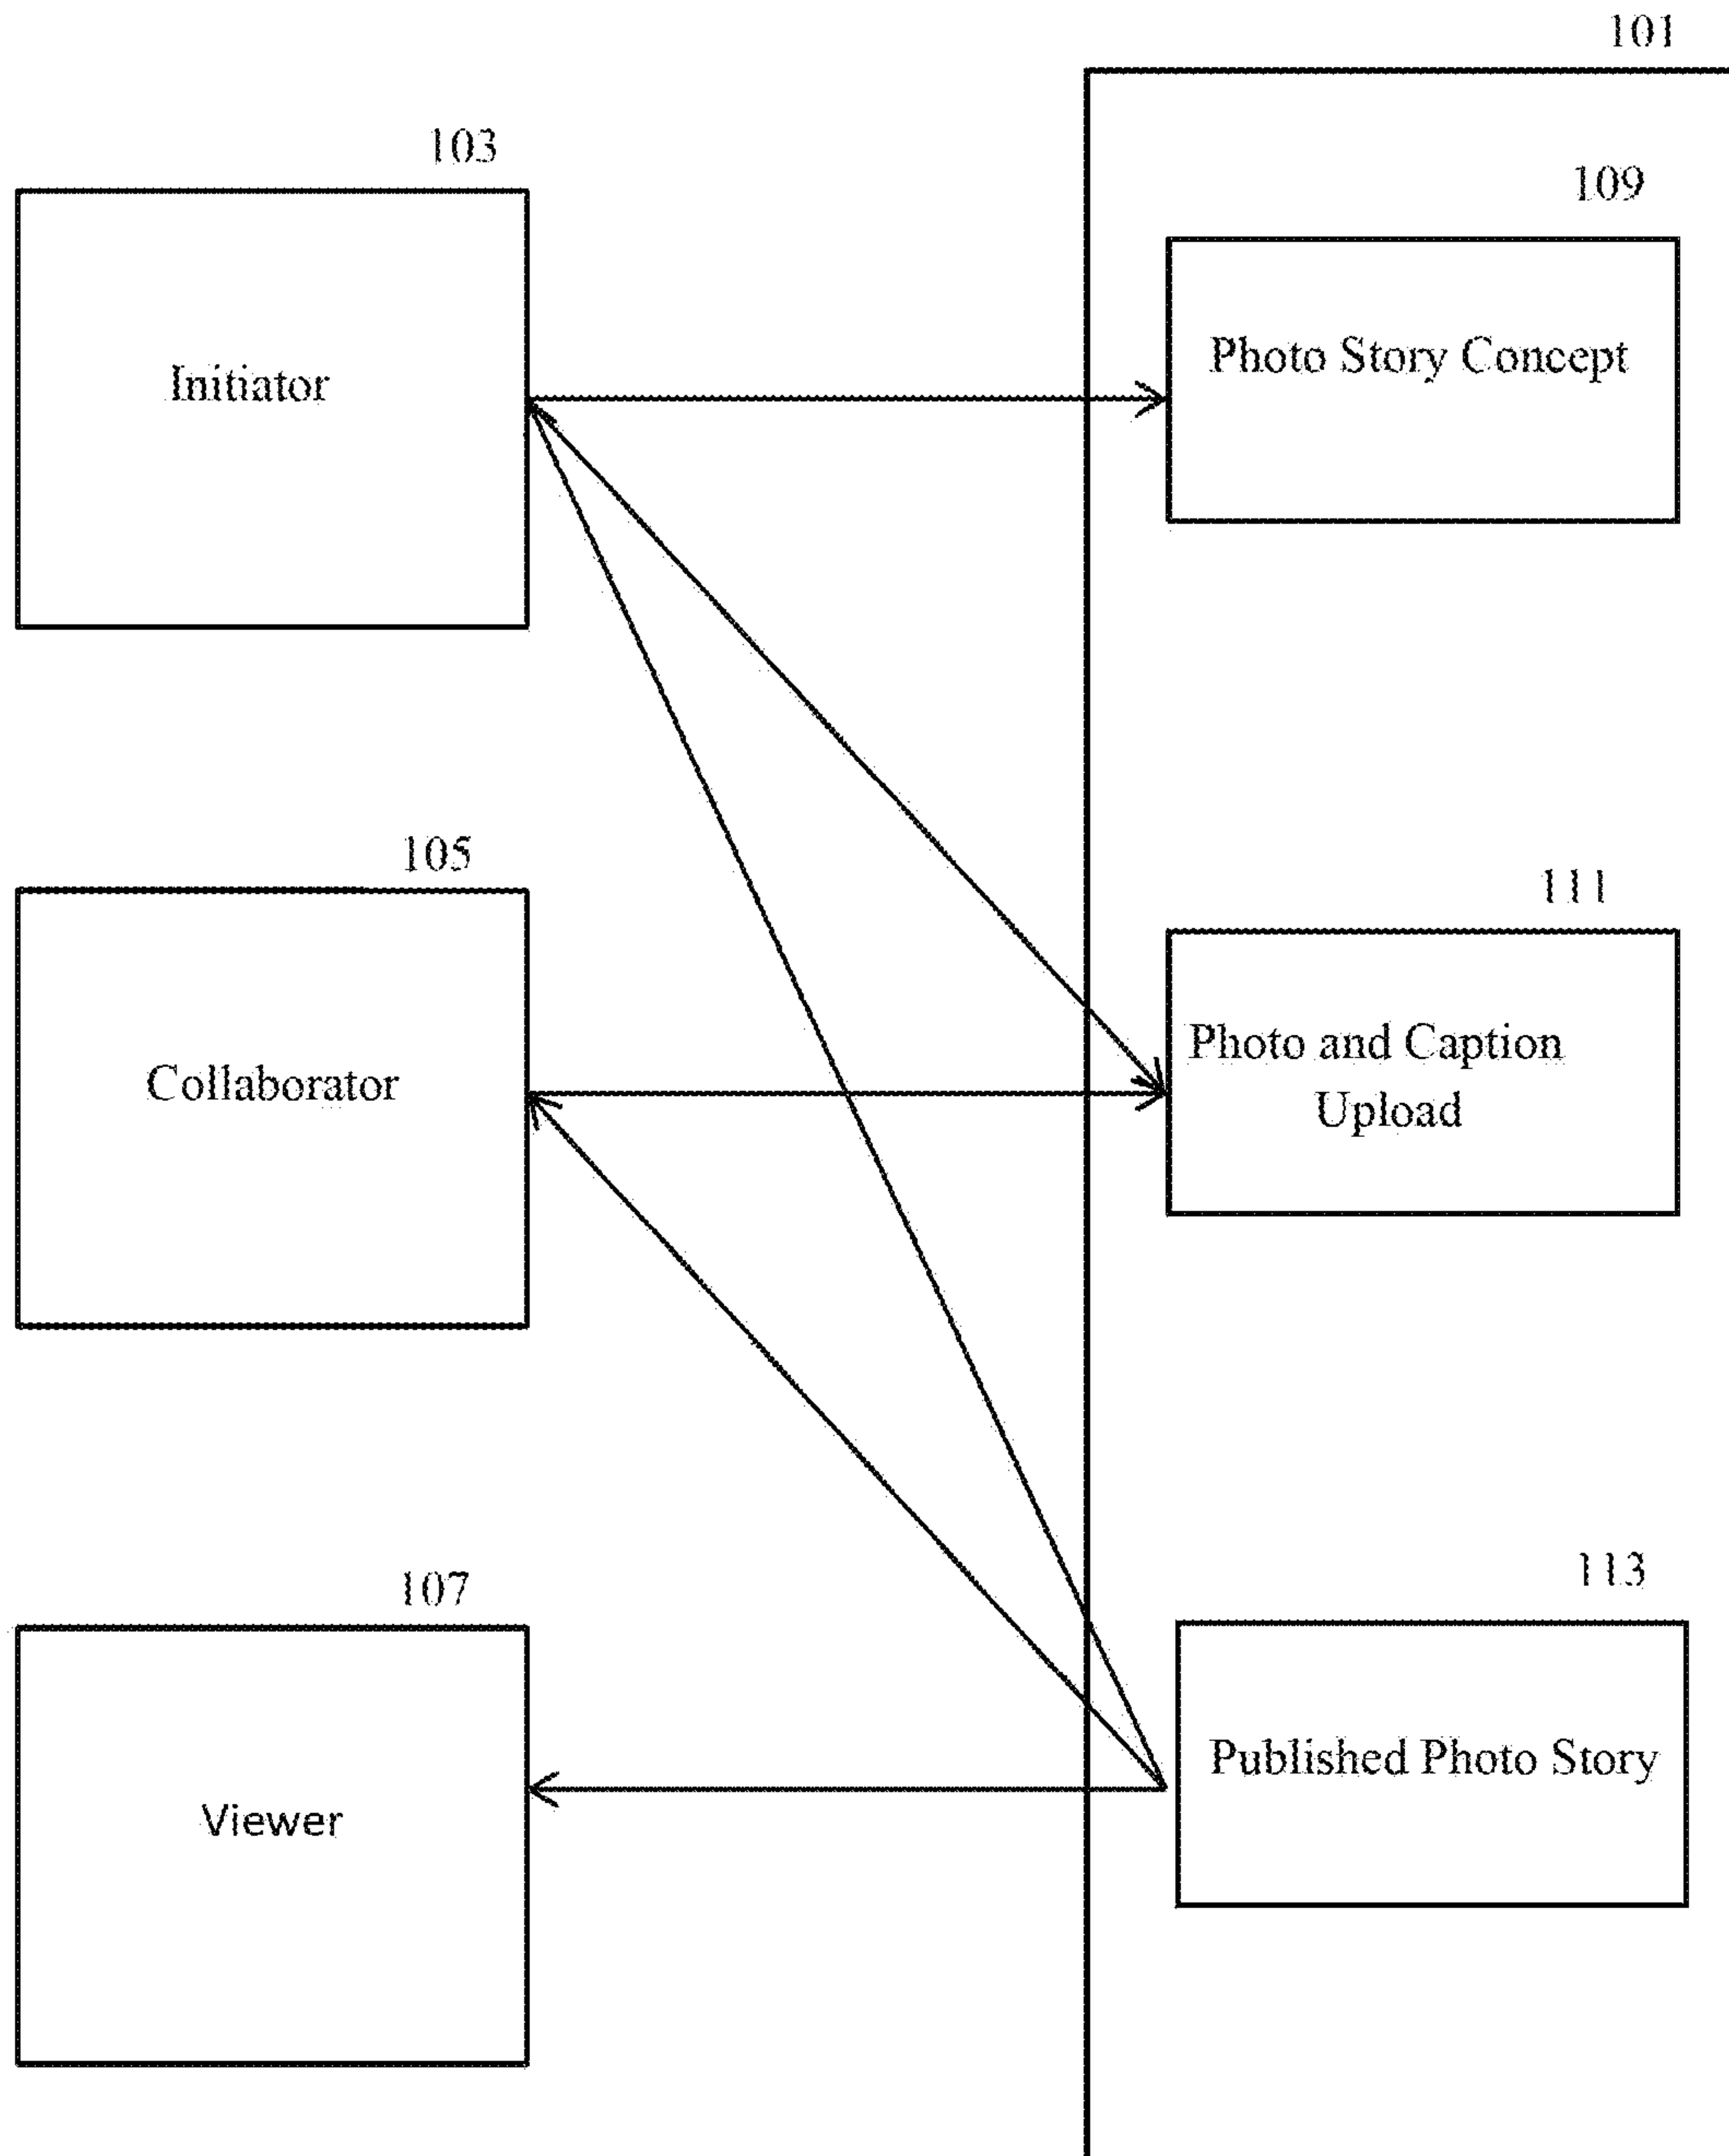 101
103
109
Initiator
Photo Story Concept
105
111
Collaborator
Photo and Caption
Upload
107
113
Viewer
Published Photo Story